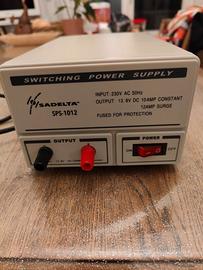 SWITCHING POWER SUPPLY
SADELTA
SPS-1012
INPUT: 230V AC 50Hz
OUTPUT: 13.8V DC 10AMP CONSTANT
12AMP SURGE
FUSED FOR PROTECTION
OUTPUT
POWER
OFF